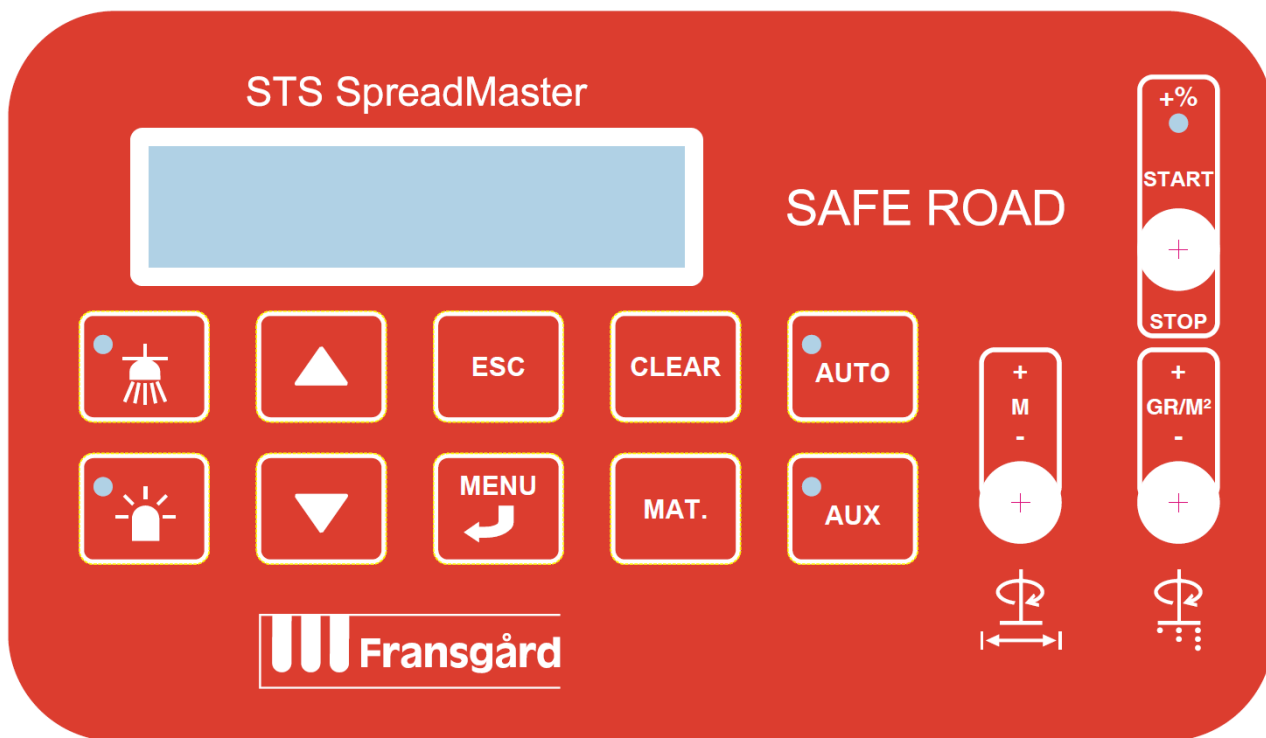 STS SpreadMaster
SAFE ROAD
+%
START
STOP
ESC
CLEAR
AUTO
MENU
MAT.
AUX
+
M
-
+
GR/M²
-
Fransgård